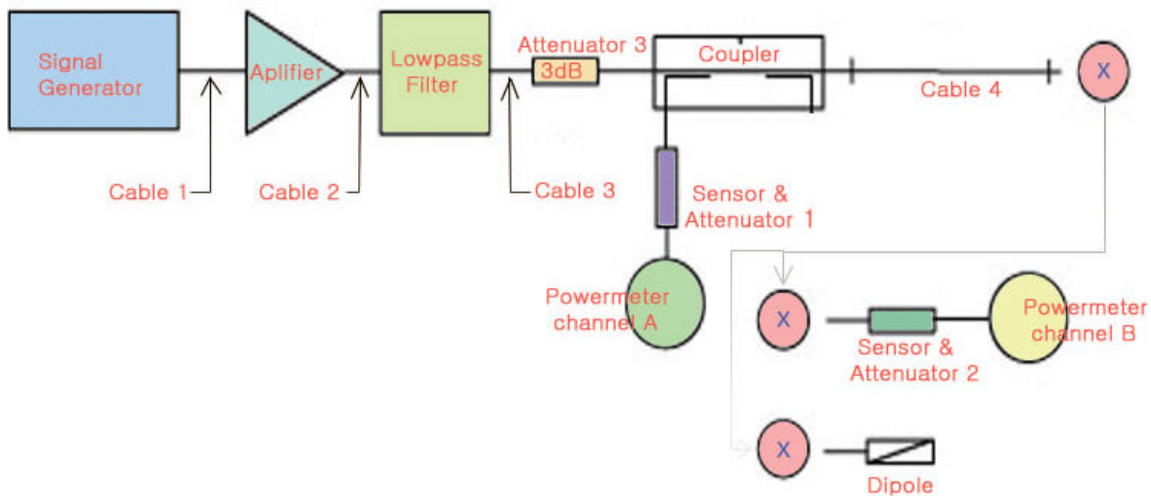 Signal
Generator
Aplifier
Lowpass
Filter
Attenuator 3
3dB
Coupler
X
Cable 4
Cable 1
Cable 2
Cable 3
Sensor &
Attenuator 1
Powermeter
channel A
X
Sensor &
Attenuator 2
Powermeter
channel B
X
Dipole